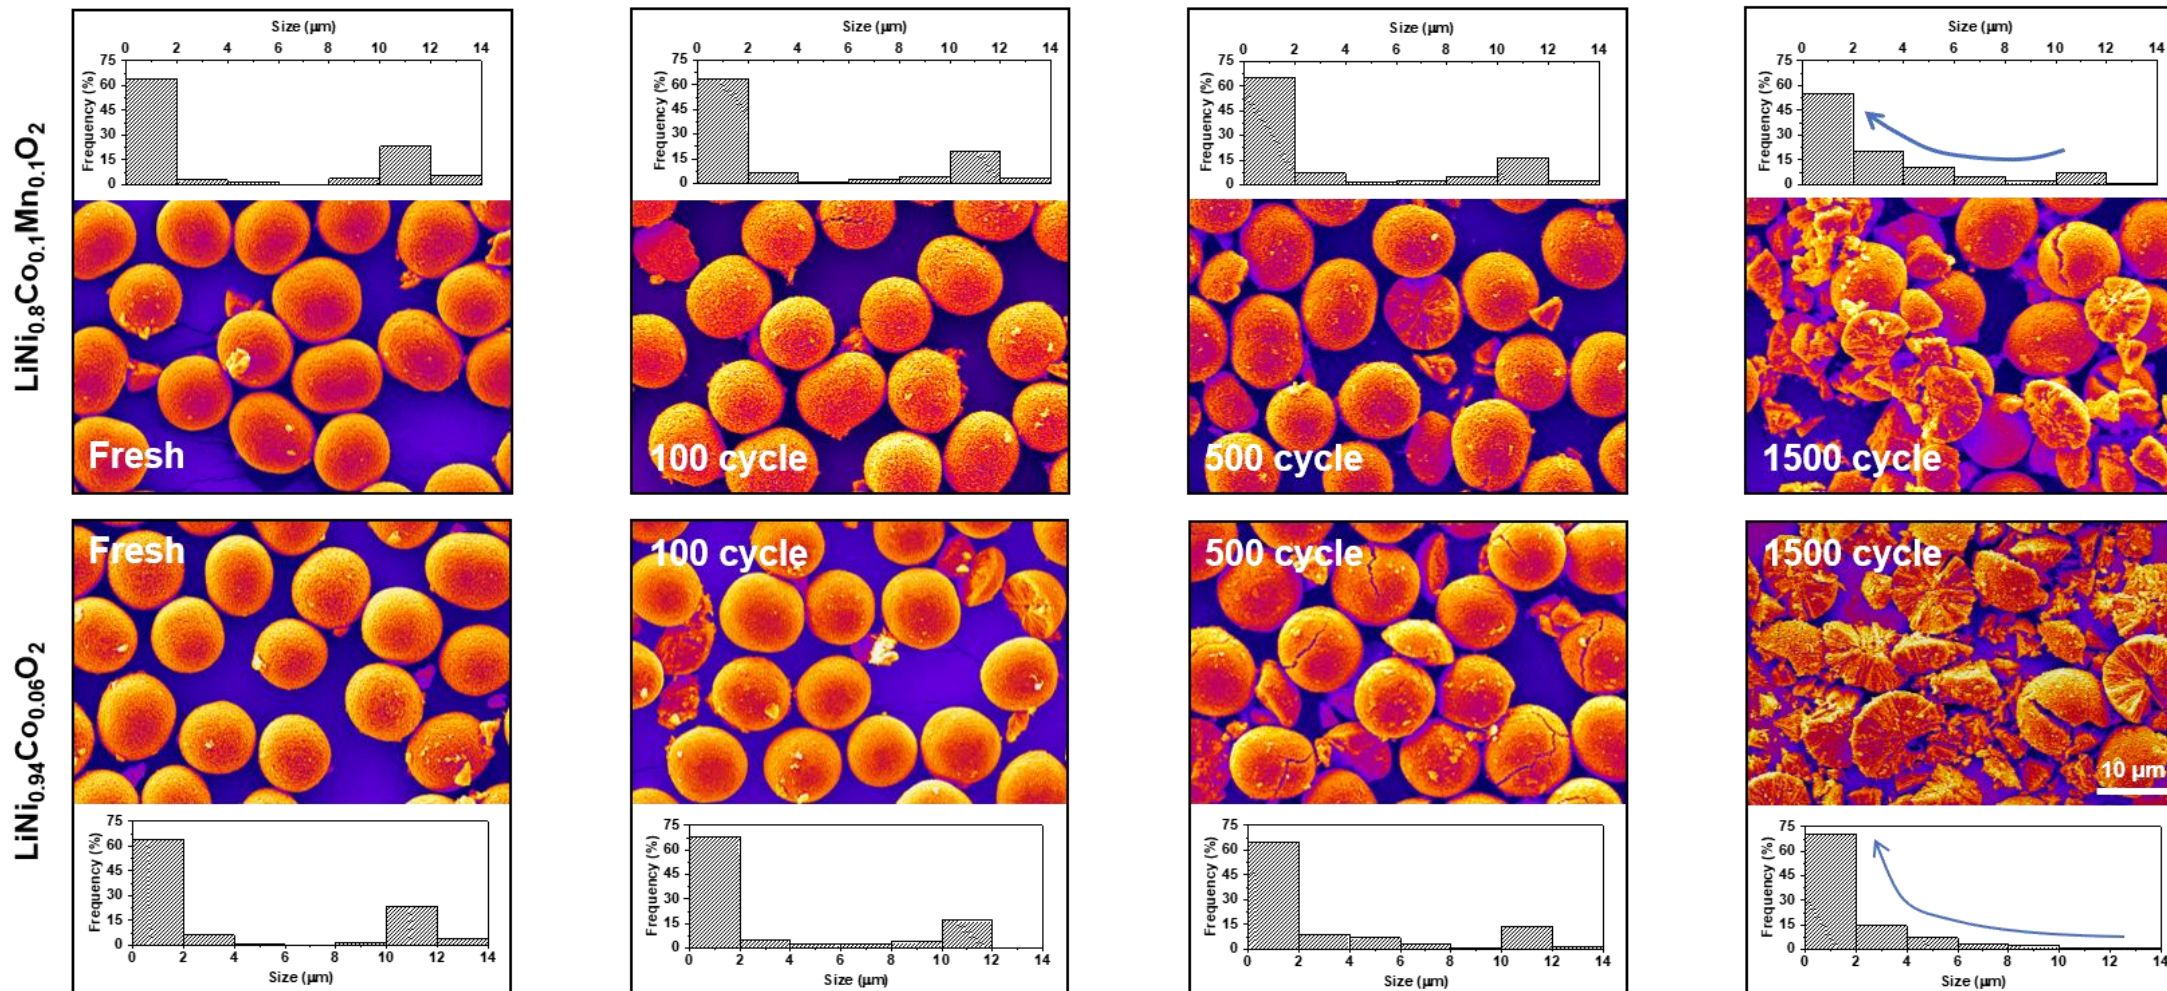 LiNi0.8Co0.1Mn0.1O2
Size (µm)
0 2 4 6 8 10 12 14
Frequency (%)
75
60
45
30
15
0
Fresh
Size (µm)
0 2 4 6 8 10 12 14
Frequency (%)
75
60
45
30
15
0
100 cycle
Size (µm)
0 2 4 6 8 10 12 14
Frequency (%)
75
60
45
30
15
0
500 cycle
Size (µm)
0 2 4 6 8 10 12 14
Frequency (%)
75
60
45
30
15
0
1500 cycle
LiNi0.94Co0.06O2
Fresh
Frequency (%)
75
60
45
30
15
0
0 2 4 6 8 10 12 14
Size (µm)
100 cycle
Frequency (%)
75
60
45
30
15
0
0 2 4 6 8 10 12 14
Size (µm)
500 cycle
Frequency (%)
75
60
45
30
15
0
0 2 4 6 8 10 12 14
Size (µm)
1500 cycle
10 µm
Frequency (%)
75
60
45
30
15
0
0 2 4 6 8 10 12 14
Size (µm)